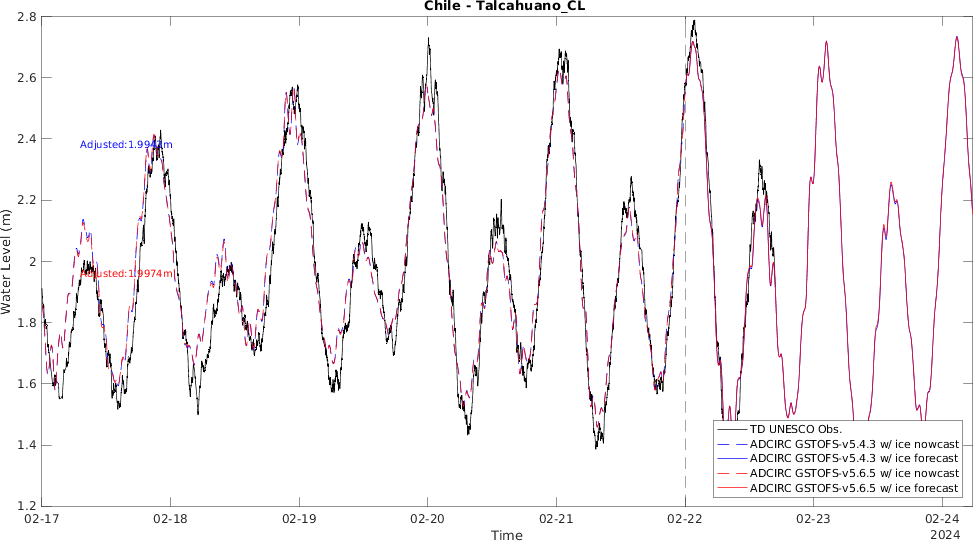 Chile - Talcahuano_CL
2.8
2.6
2.4
2.2
2
1.8
1.6
1.4
1.2
Water Level (m)
Adjusted:1.9974m
TD UNESCO Obs.
ADCIRC GSTOFS-v5.4.3 w/ ice nowcast
ADCIRC GSTOFS-v5.4.3 w/ ice forecast
ADCIRC GSTOFS-v5.6.5 w/ ice nowcast
ADCIRC GSTOFS-v5.6.5 w/ ice forecast
02-17 02-18 02-19 02-20 02-21 02-22 02-23 02-24
Time
2024